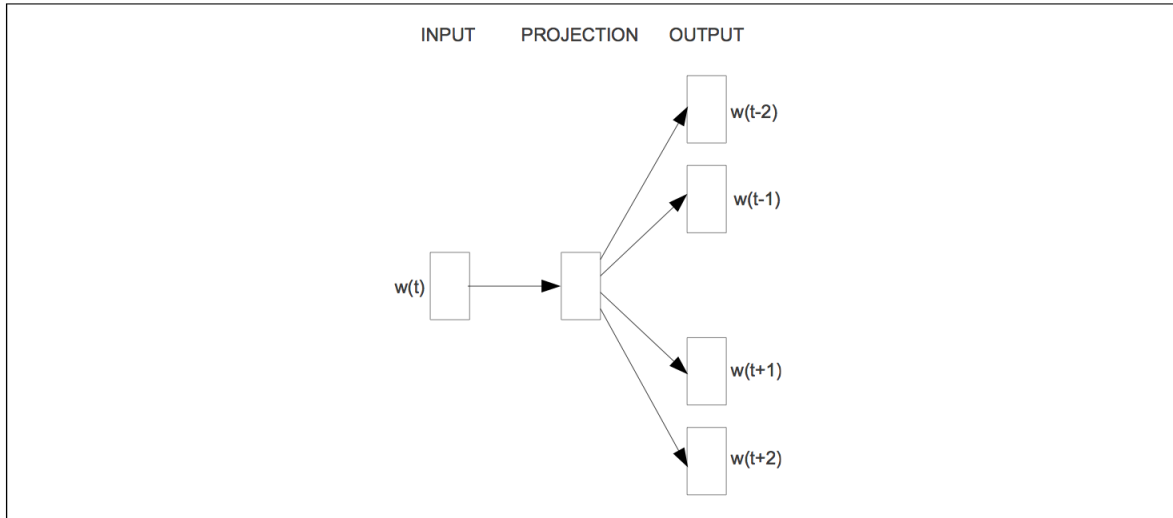 INPUT PROJECTION OUTPUT
w(t-2)
w(t-1)
w(t)
w(t+1)
w(t+2)